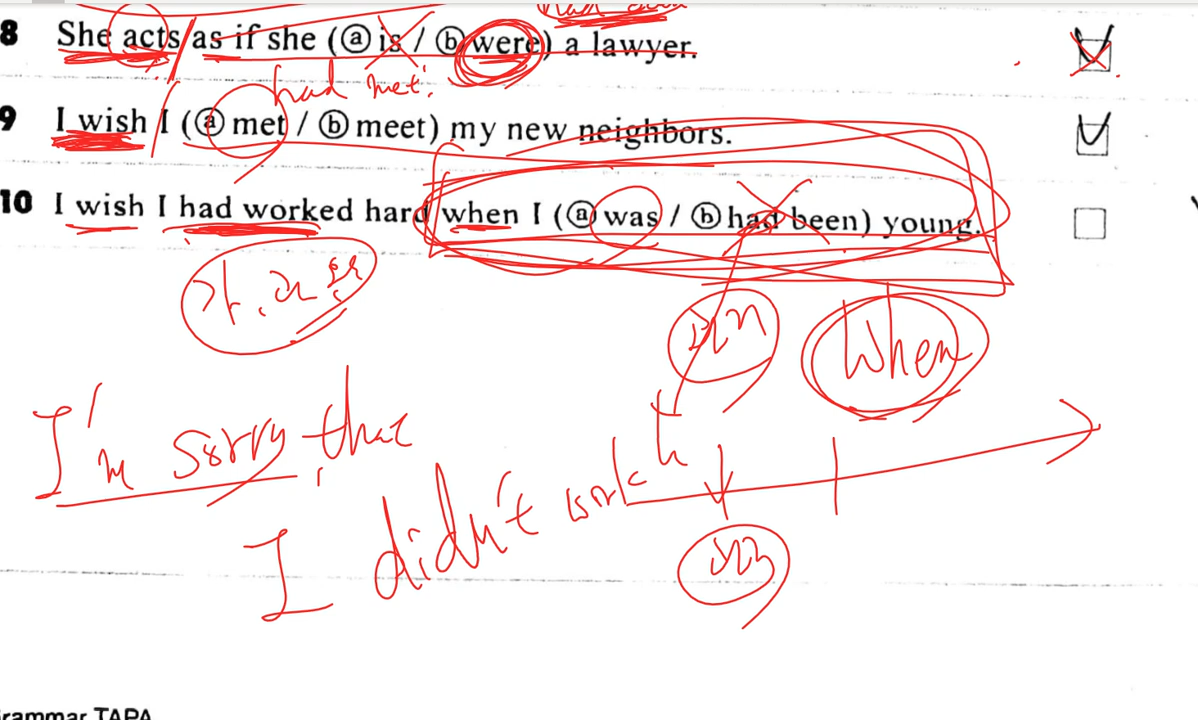 8 She acts / as if she (ⓐ is / ⓑ were) a lawyer.
had met.
9 I wish / I (ⓐ met / ⓑ meet) my new neighbors.
10 I wish I had worked hard when I (ⓐ was / ⓑ had been) young.
When
I'm sorry that
I didn't work h
Grammar TAPA